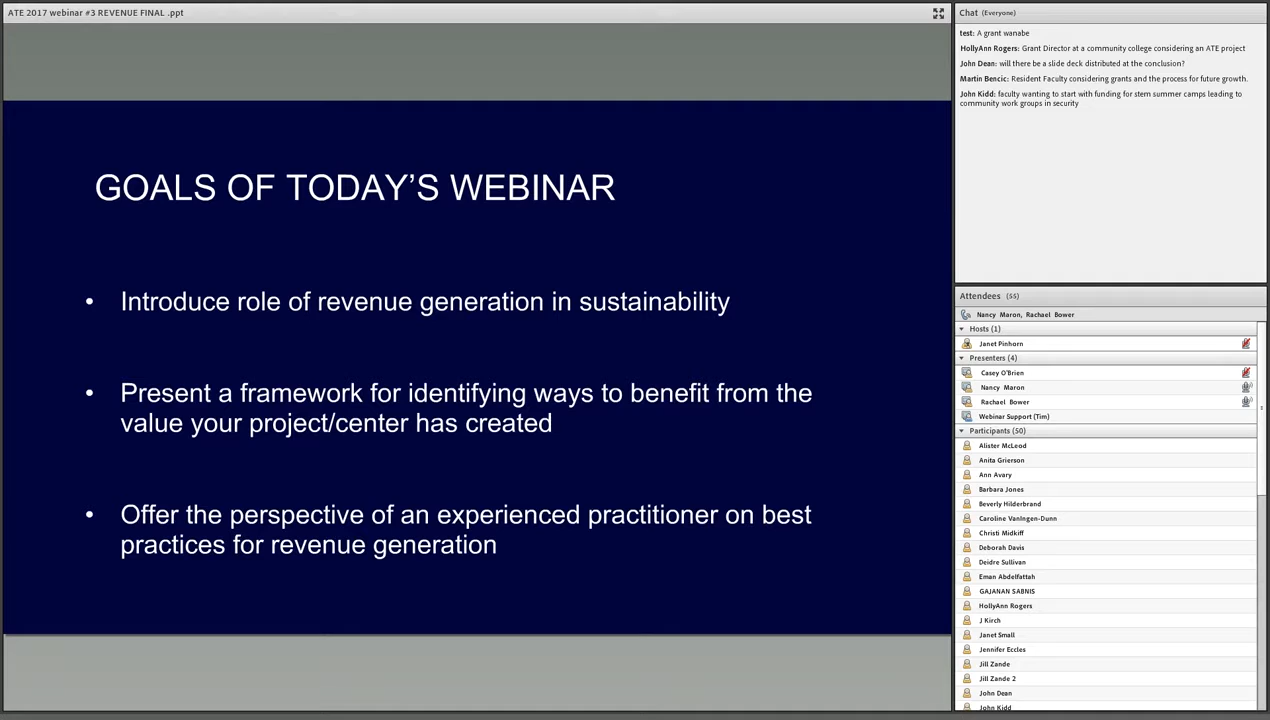 ATE 2017 webinar #3 REVENUE FINAL .ppt
GOALS OF TODAY’S WEBINAR
• Introduce role of revenue generation in sustainability
• Present a framework for identifying ways to benefit from the
value your project/center has created
• Offer the perspective of an experienced practitioner on best
practices for revenue generation
Chat (Everyone)
test: A grant wanabe
HollyAnn Rogers: Grant Director at a community college considering an ATE project
John Dean: will there be a slide deck distributed at the conclusion?
Martin Bencic: Resident Faculty considering grants and the process for future growth.
John Kidd: faculty wanting to start with funding for stem summer camps leading to
community work groups in security
Attendees (55)
Nancy Maron, Rachael Bower
Hosts (1)
Janet Pinhorn
Presenters (4)
Casey O'Brien
Nancy Maron
Rachael Bower
Webinar Support (Tim)
Participants (50)
Alister McLeod
Anita Grierson
Ann Avary
Barbara Jones
Beverly Hilderbrand
Caroline VanIngen-Dunn
Christi Midkiff
Deborah Davis
Deidre Sullivan
Eman Abdelfattah
GAJANAN SABNIS
HollyAnn Rogers
J Kirch
Janet Small
Jennifer Eccles
Jill Zande
Jill Zande 2
John Dean
John Kidd